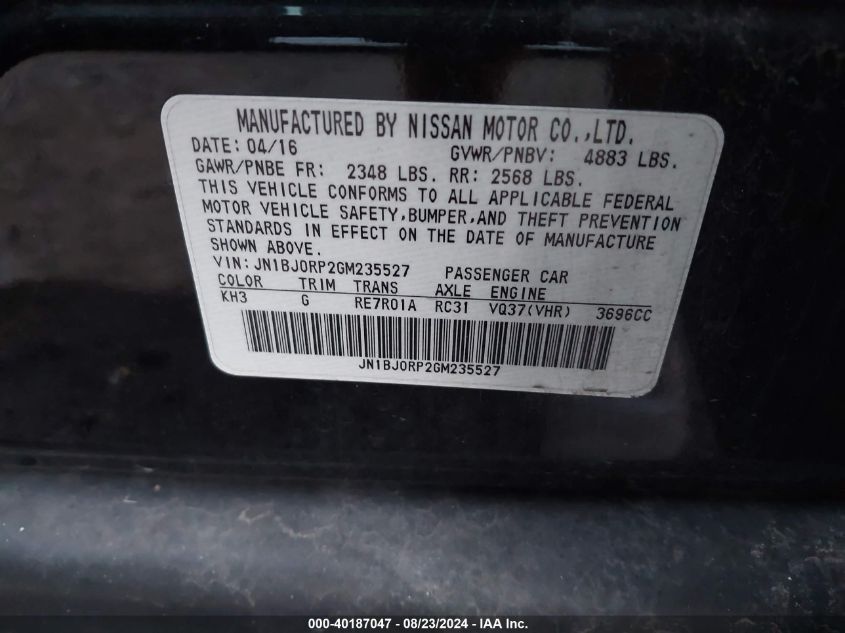 MANUFACTURED BY NISSAN MOTOR CO.,LTD.
DATE: 04/16 GVWR/PNBV: 4883 LBS.
GAWR/PNBE FR: 2348 LBS. RR: 2568 LBS.
THIS VEHICLE CONFORMS TO ALL APPLICABLE FEDERAL
MOTOR VEHICLE SAFETY,BUMPER,AND THEFT PREVENTION
STANDARDS IN EFFECT ON THE DATE OF MANUFACTURE
SHOWN ABOVE.
VIN: JN1BJ0RP2GM235527 PASSENGER CAR
COLOR TRIM TRANS AXLE ENGINE
KH3 G RE7R01A RC31 VQ37(VHR) 3696CC
JN1BJ0RP2GM235527
000-40187047 - 08/23/2024 - IAA Inc.